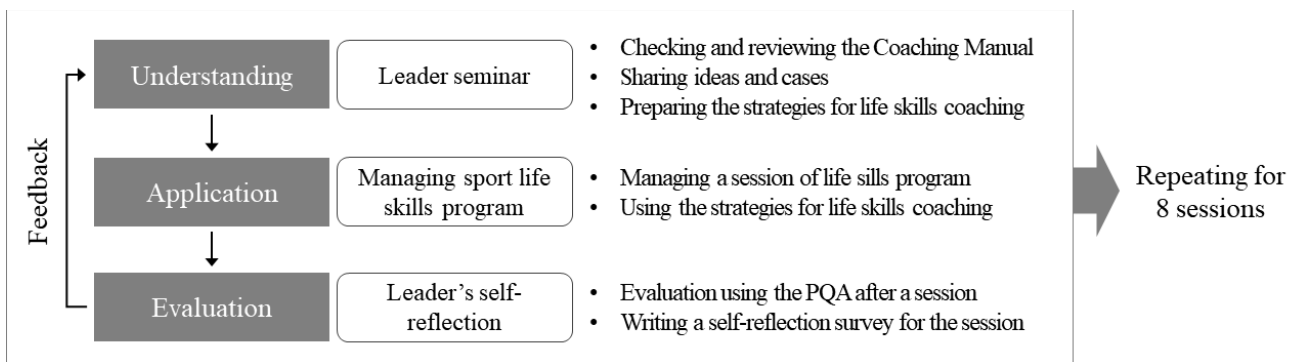 Understanding
Leader seminar
• Checking and reviewing the Coaching Manual
• Sharing ideas and cases
• Preparing the strategies for life skills coaching
Feedback
Application
Managing sport life
skills program
• Managing a session of life sills program
• Using the strategies for life skills coaching
Repeating for
8 sessions
Evaluation
Leader's self-
reflection
• Evaluation using the PQA after a session
• Writing a self-reflection survey for the session